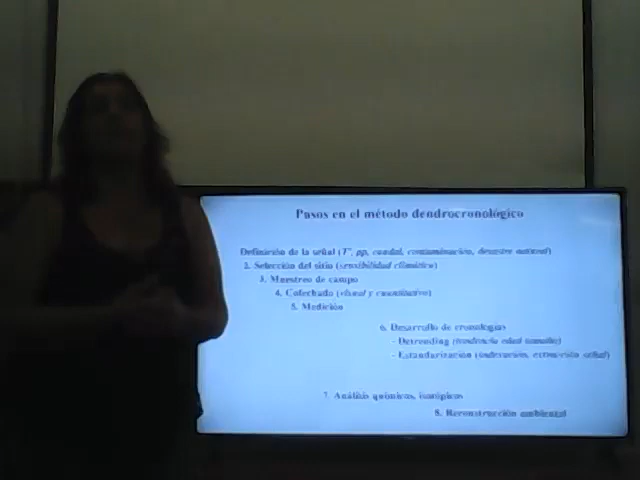 Pasos en el método dendrocronológico
Definición de la señal (Tº, pp, caudal, contaminación, desastre natural)
2. Selección del sitio (sensibilidad climática)
3. Muestreo de campo
4. Cofechado (visual y cuantitativo)
5. Medición
6. Desarrollo de cronologías
- Detrending (tendencia edad tamaño)
- Estandarización (indexación, extracción señal)
7. Análisis químicos, isotópicos
8. Reconstrucción ambiental